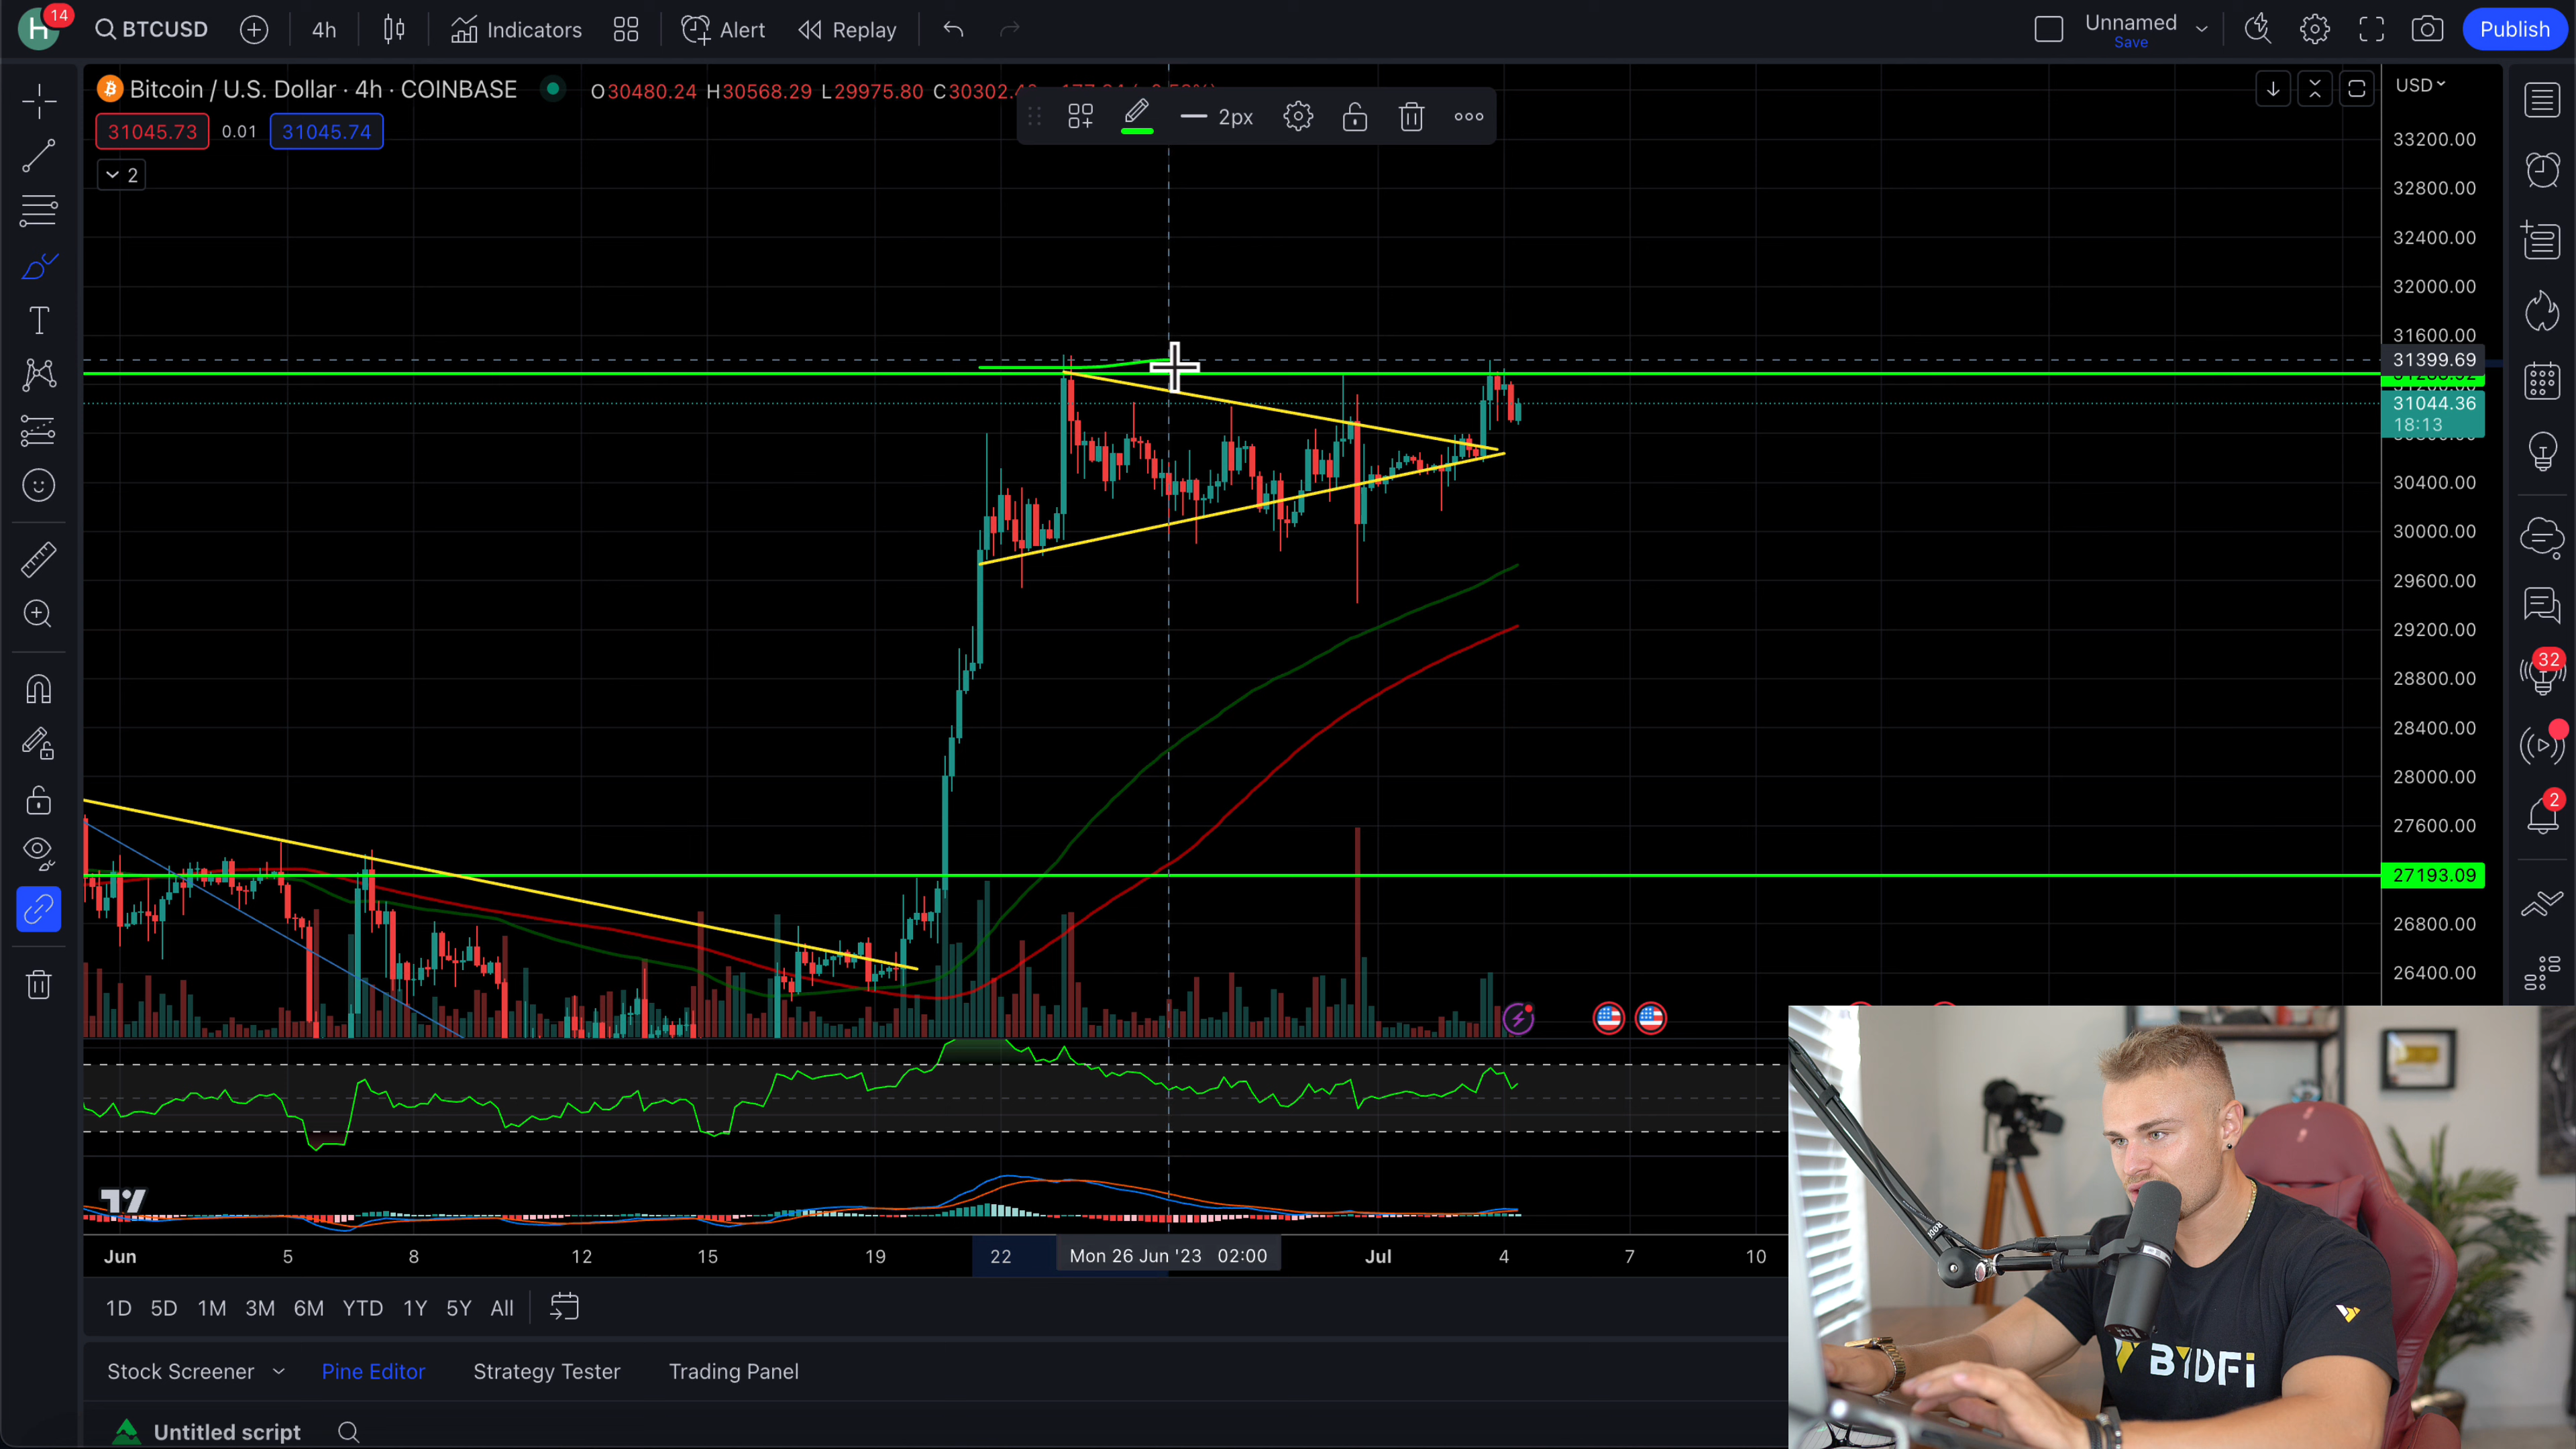 H 14 BTCUSD 4h Indicators Alert Replay Unnamed Publish
Save
Bitcoin / U.S. Dollar · 4h · COINBASE O30480.24 H30568.29 L29975.80 USD
31045.73 0.01 31045.74 2px
2
33200.00
32800.00
32400.00
32000.00
31600.00
31399.69
31044.36
18:13
30400.00
30000.00
29600.00
29200.00
28800.00
28400.00
28000.00
27600.00
27193.09
26800.00
26400.00
32
2
Jun 5 8 12 15 19 22 Mon 26 Jun '23 02:00 Jul 4 7 10
1D 5D 1M 3M 6M YTD 1Y 5Y All
Stock Screener Pine Editor Strategy Tester Trading Panel
Untitled script
RØDE
BYDFi